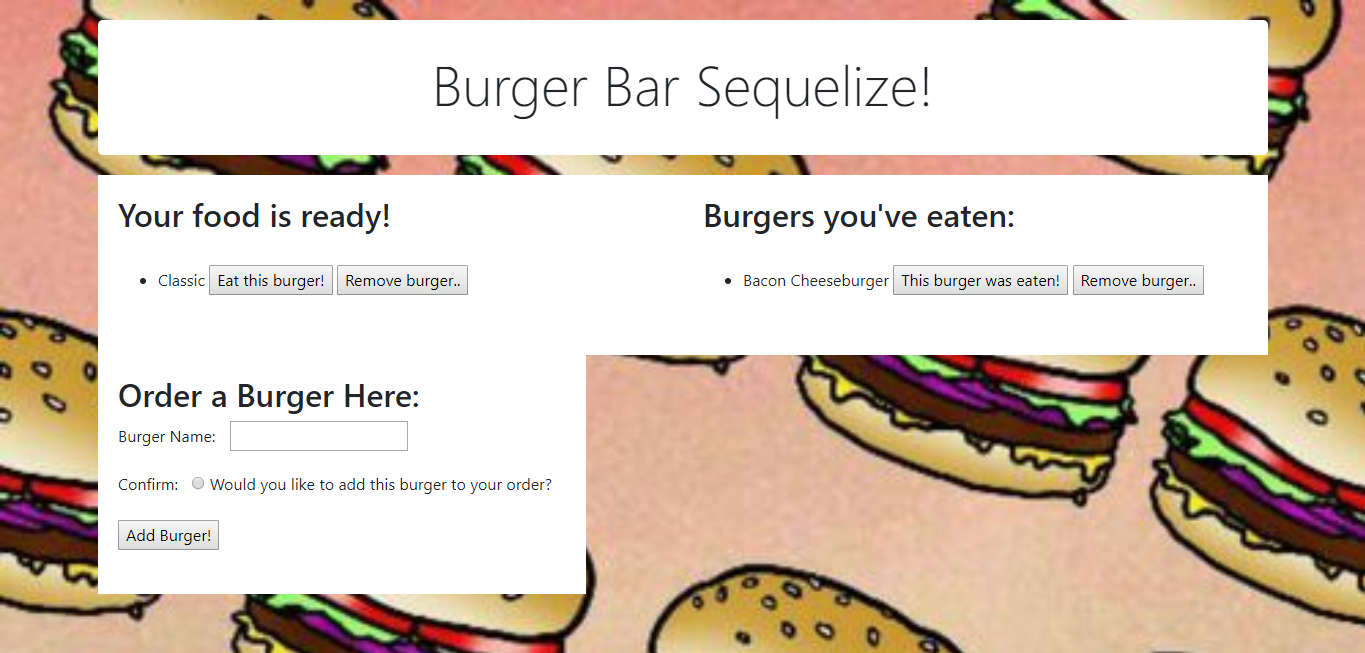 Burger Bar Sequelize!
Your food is ready!
Classic Eat this burger! Remove burger..
Burgers you've eaten:
Bacon Cheeseburger This burger was eaten! Remove burger..
Order a Burger Here:
Burger Name:
Confirm: Would you like to add this burger to your order?
Add Burger!